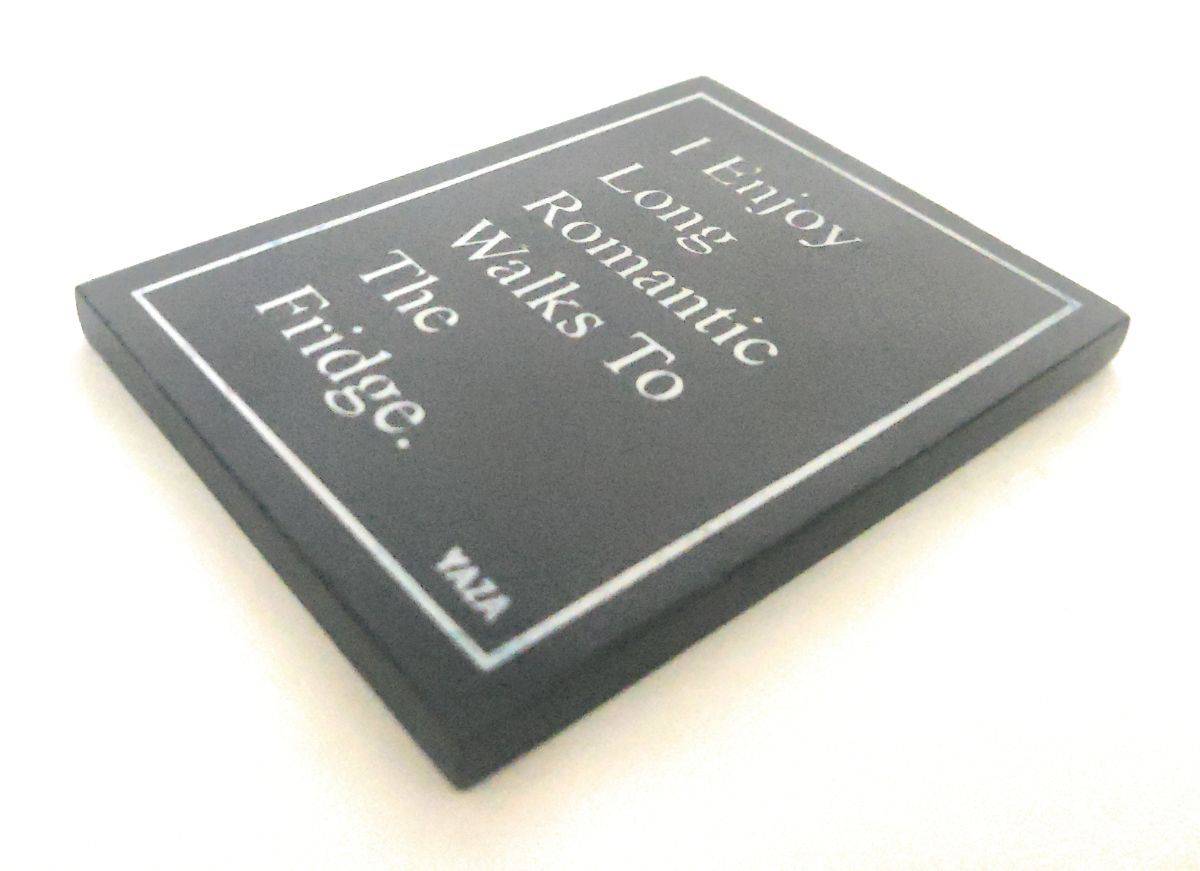 I Enjoy
Long
Romantic
Walks To
The
Fridge.
YAZA